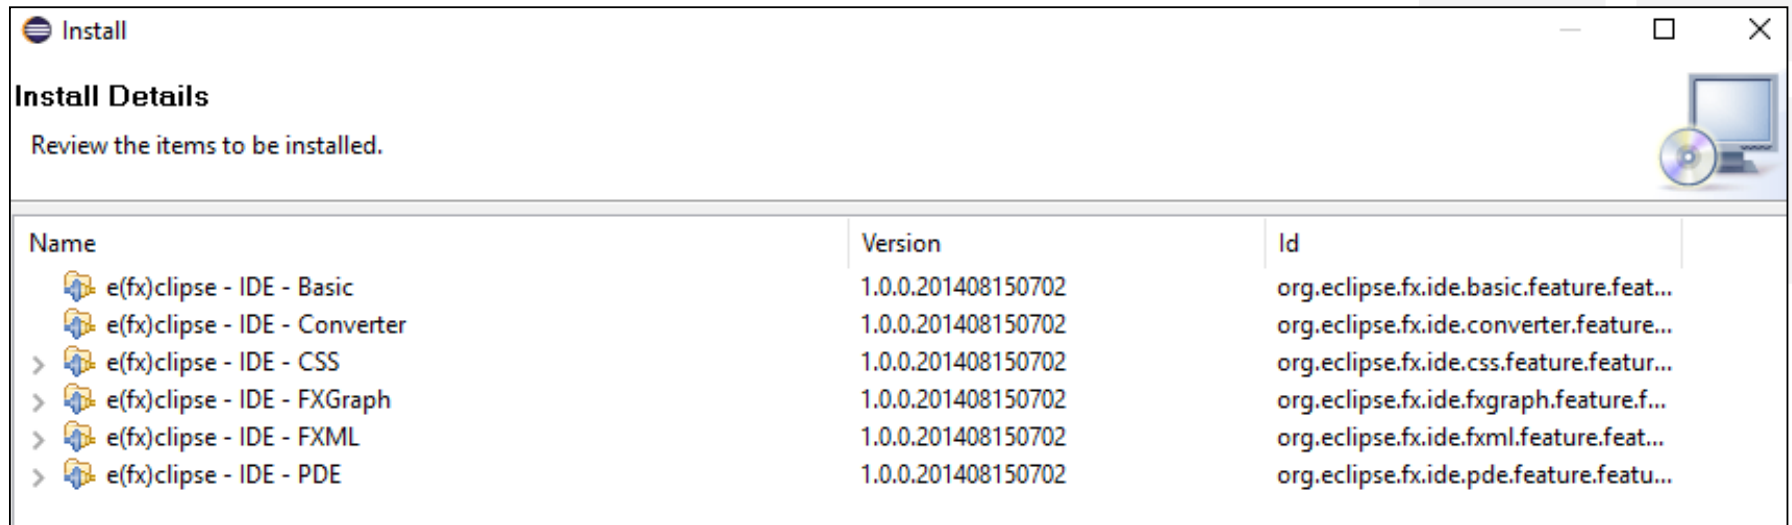 Install
Install Details
Review the items to be installed.
Name Version Id
e(fx)clipse - IDE - Basic 1.0.0.201408150702 org.eclipse.fx.ide.basic.feature.feat...
e(fx)clipse - IDE - Converter 1.0.0.201408150702 org.eclipse.fx.ide.converter.feature...
e(fx)clipse - IDE - CSS 1.0.0.201408150702 org.eclipse.fx.ide.css.feature.featur...
e(fx)clipse - IDE - FXGraph 1.0.0.201408150702 org.eclipse.fx.ide.fxgraph.feature.f...
e(fx)clipse - IDE - FXML 1.0.0.201408150702 org.eclipse.fx.ide.fxml.feature.feat...
e(fx)clipse - IDE - PDE 1.0.0.201408150702 org.eclipse.fx.ide.pde.feature.featu...